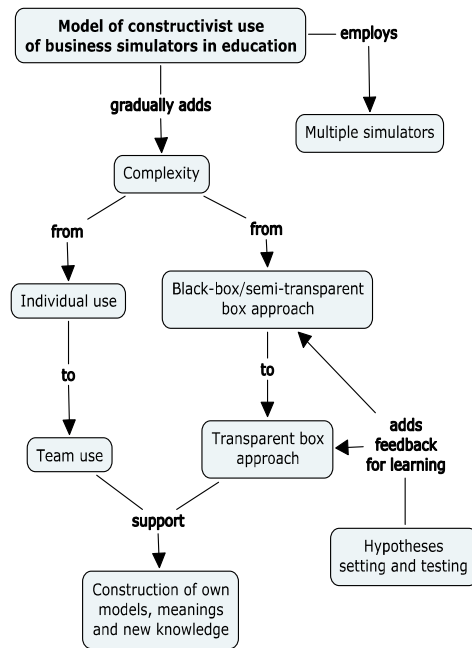 Model of constructivist use
of business simulators in education
employs
gradually adds
Multiple simulators
Complexity
from
from
Individual use
Black-box/semi-transparent
box approach
to
to
adds
feedback
for learning
Team use
Transparent box
approach
support
Hypotheses
setting and testing
Construction of own
models, meanings
and new knowledge